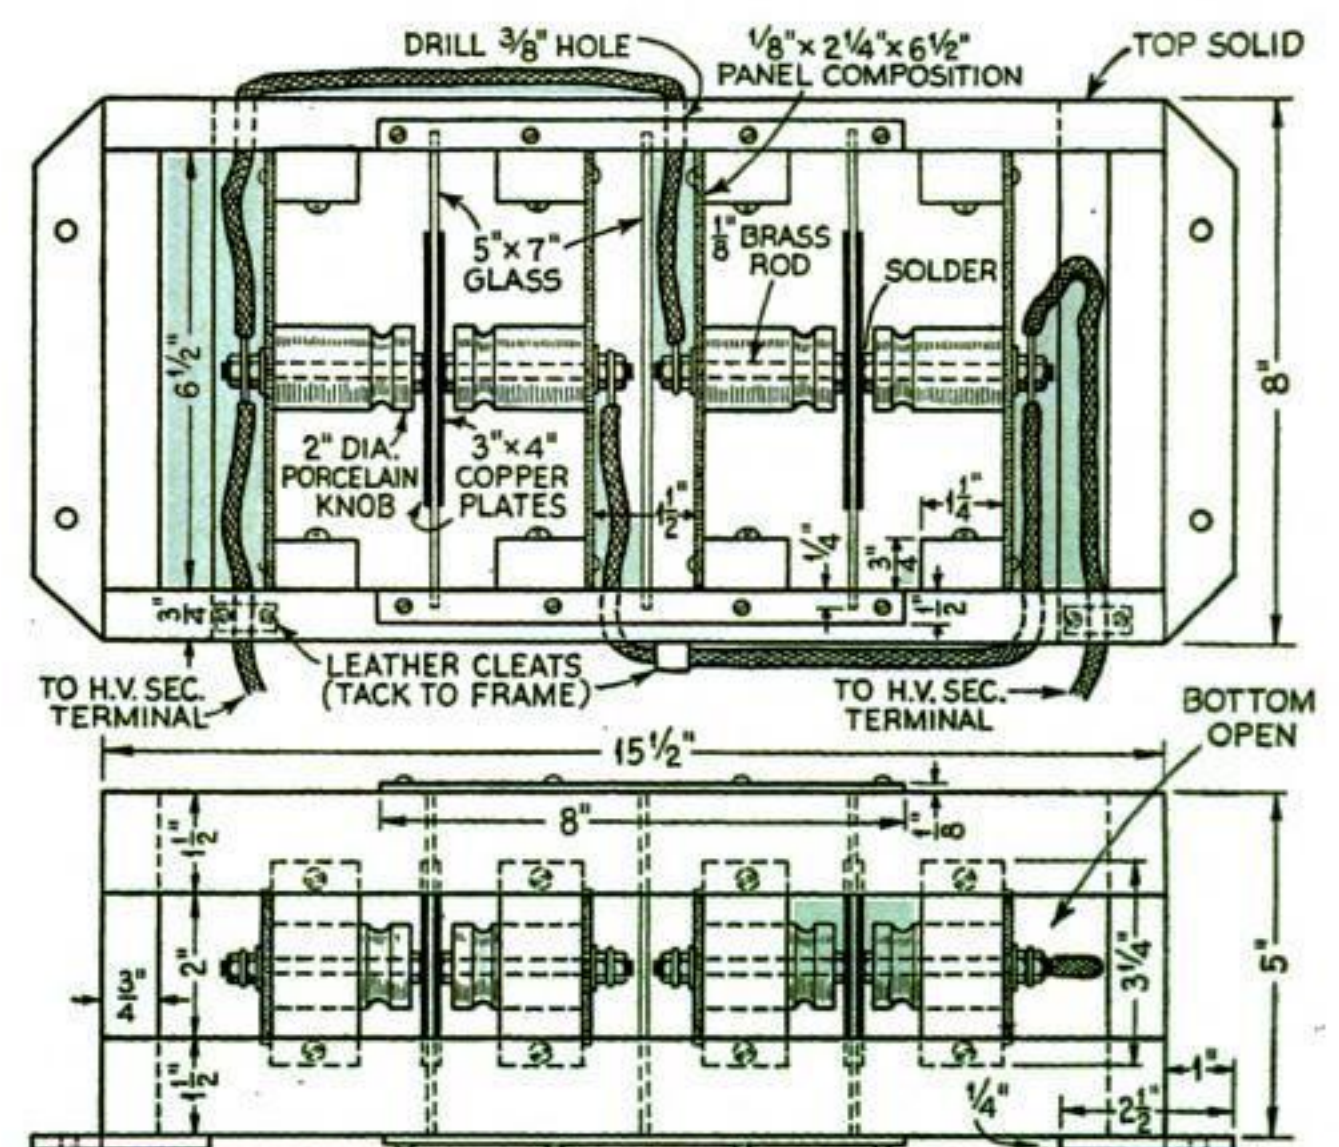 DRILL 3/8" HOLE
1/8" x 2 1/4" x 6 1/2"
PANEL COMPOSITION
TOP SOLID
5" x 7"
GLASS
1/8" BRASS
ROD
SOLDER
6 1/2"
8"
2" DIA.
PORCELAIN
KNOB
3" x 4"
COPPER
PLATES
1 1/2"
1 1/4"
1/4"
3/4"
3/4"
1/2"
LEATHER CLEATS
(TACK TO FRAME)
TO H.V. SEC.
TERMINAL
TO H.V. SEC.
TERMINAL
BOTTOM
OPEN
15 1/2"
8"
1/8"
1 1/2"
2"
3/4"
1 1/2"
3 1/4"
5"
1"
1/4"
2 1/2"